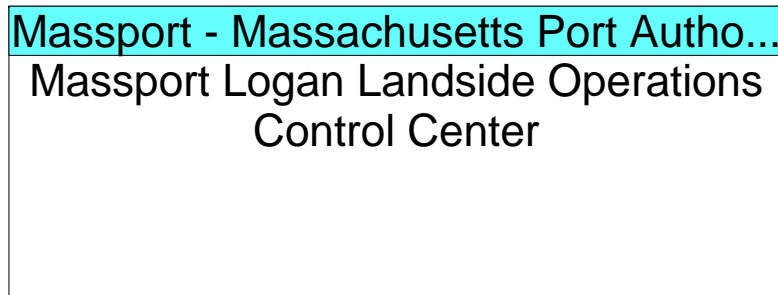 Massport - Massachusetts Port Autho...
Massport Logan Landside Operations
Control Center